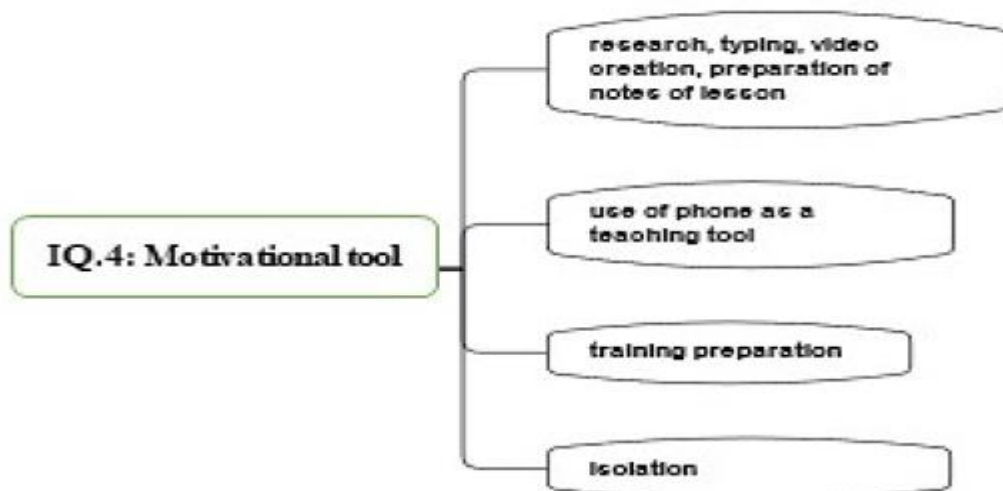 research, typing, video
oreation, preparation of
notes of lesson
use of phone as a
teaching tool
IQ.4: Motivational tool
training preparation
isolation